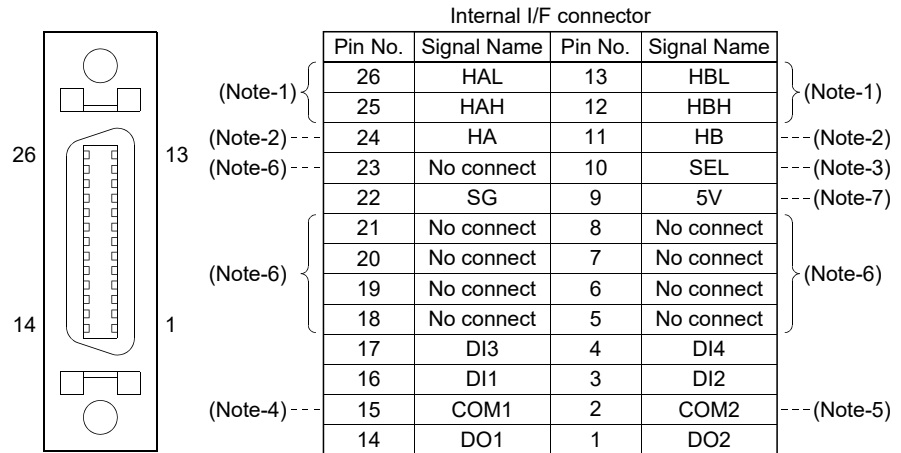 Internal I/F connector
Pin No. Signal Name Pin No. Signal Name
(Note-1) 26 HAL 13 HBL (Note-1)
25 HAH 12 HBH
(Note-2) 24 HA 11 HB (Note-2)
26 13 (Note-6) 23 No connect 10 SEL (Note-3)
22 SG 9 5V (Note-7)
21 No connect 8 No connect
(Note-6) 20 No connect 7 No connect (Note-6)
19 No connect 6 No connect
14 1 18 No connect 5 No connect
17 DI3 4 DI4
16 DI1 3 DI2
(Note-4) 15 COM1 2 COM2 (Note-5)
14 DO1 1 DO2